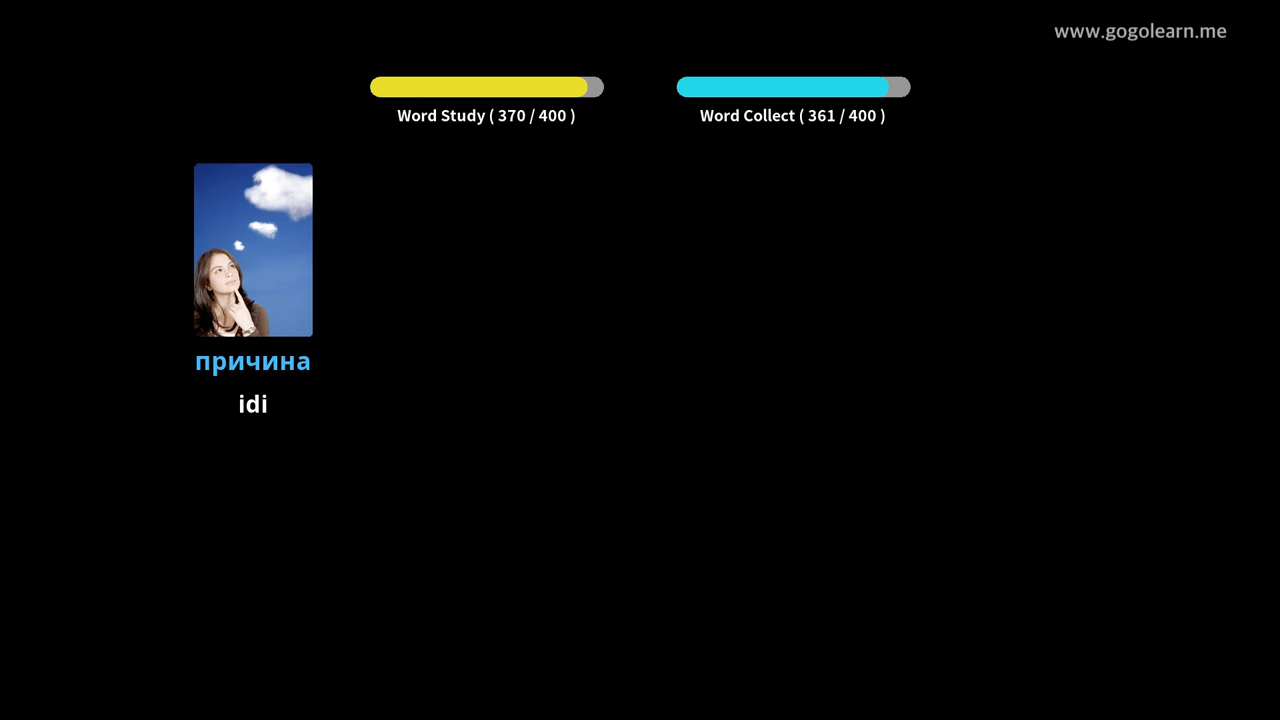 www.gogolearn.me
Word Study ( 370 / 400 )
Word Collect ( 361 / 400 )
причина
idi